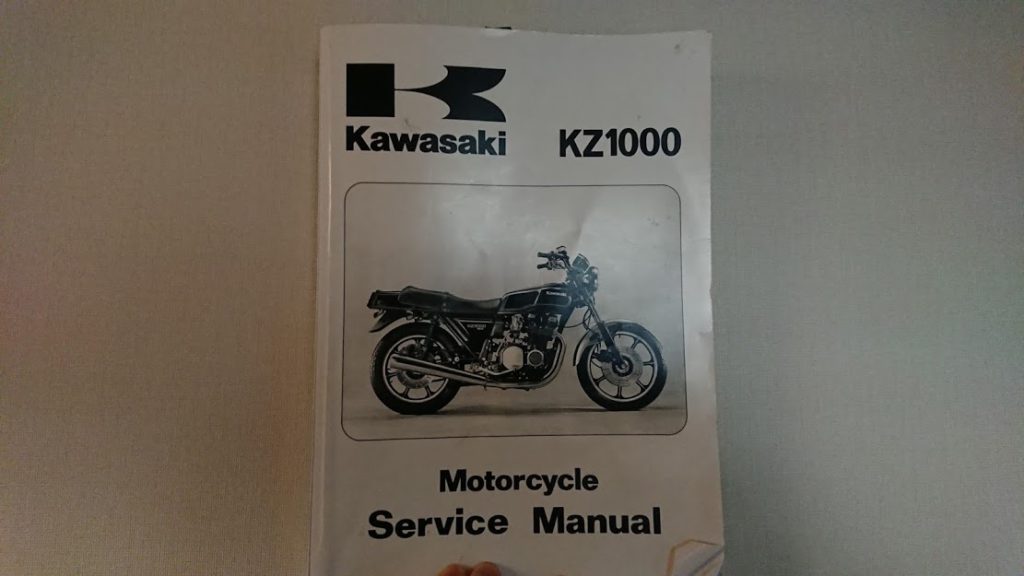 Kawasaki KZ1000
Motorcycle
Service Manual